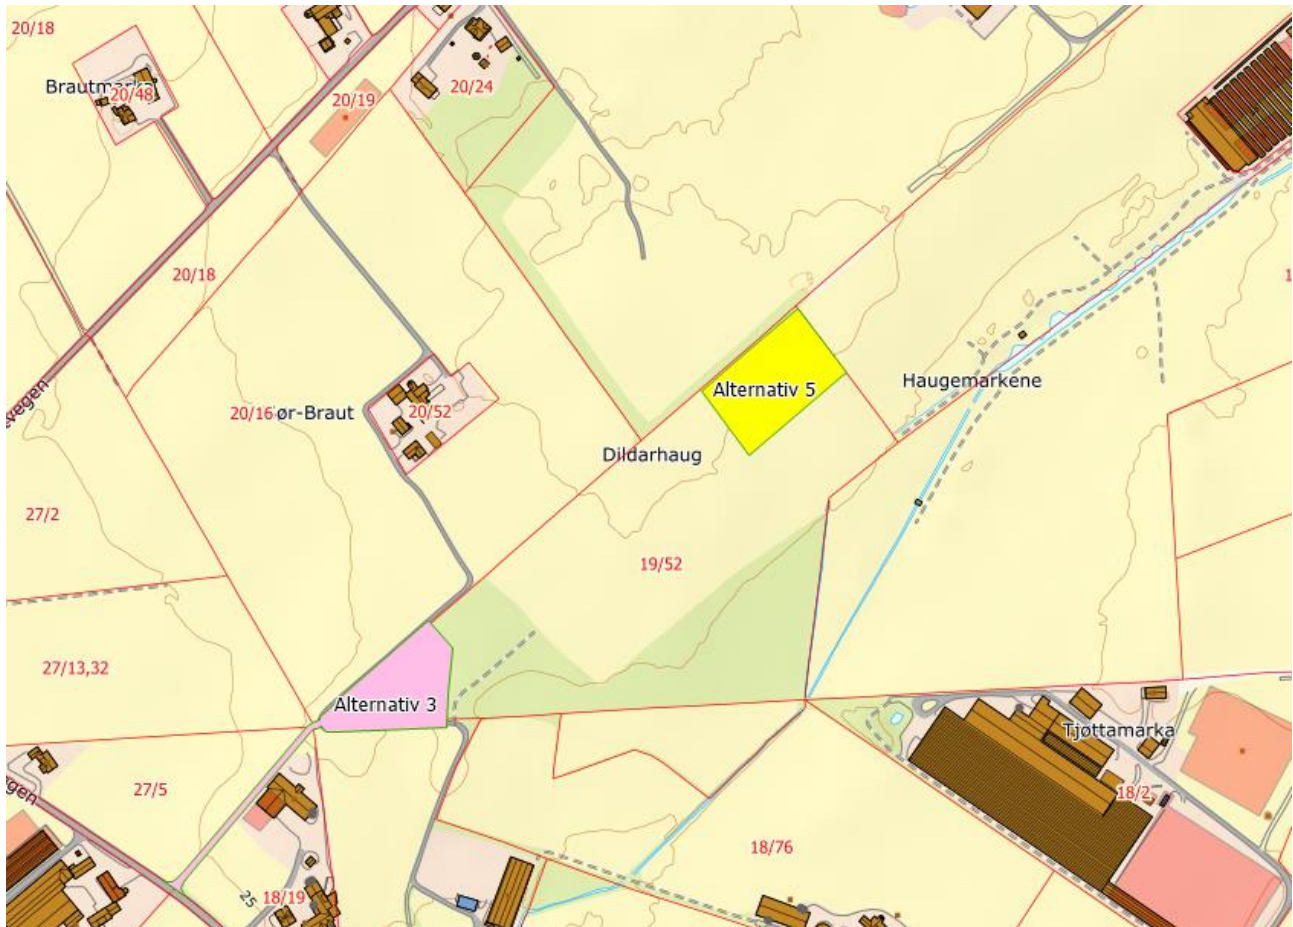 20/18
Brautmarka
20/48
20/19
20/24
20/18
Alternativ 5
Haugemarkene
evegen
20/16
ør-Braut
20/52
Dildarhaug
27/2
19/52
27/13,32
Alternativ 3
Tjøttamarka
27/5
18/2
18/76
18/19
25